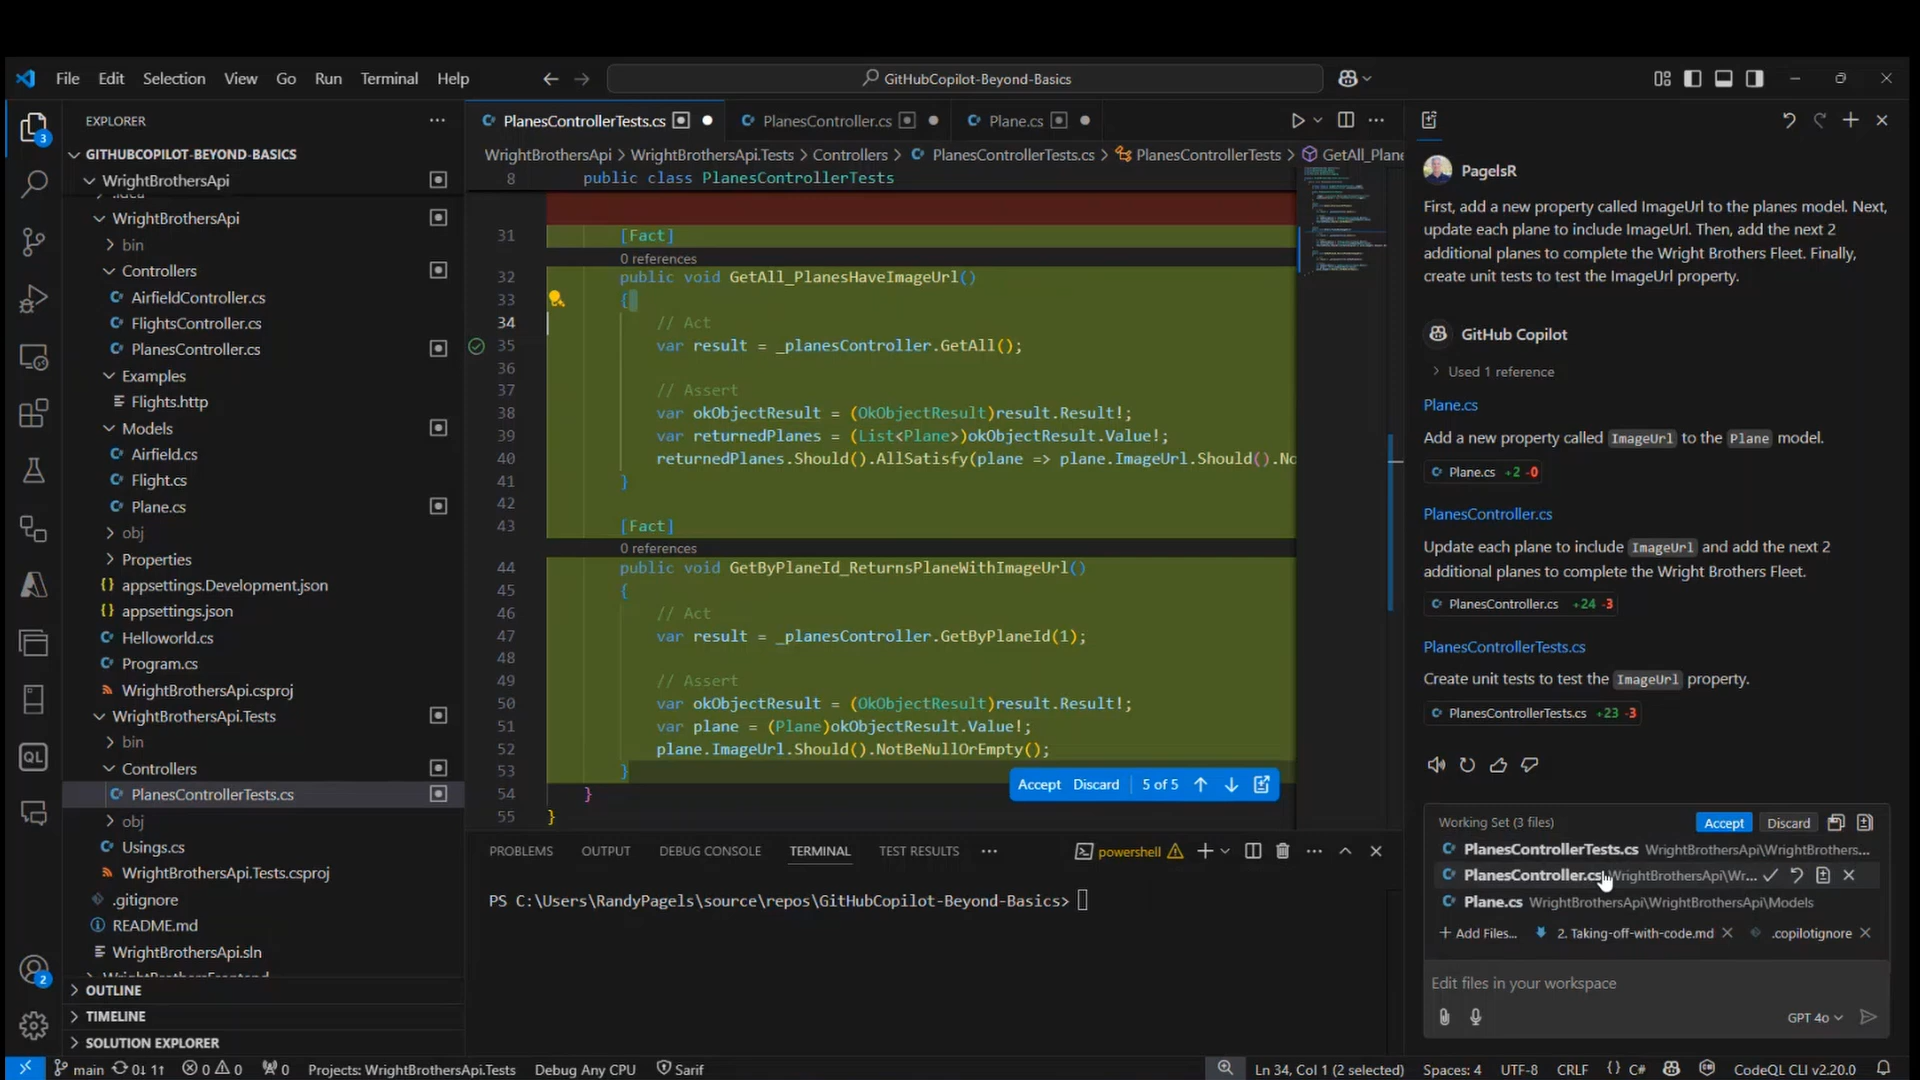 File Edit Selection View Go Run Terminal Help
GitHubCopilot-Beyond-Basics
EXPLORER
3
GITHUBCOPILOT-BEYOND-BASICS
WrightBrothersApi
WrightBrothersApi
bin
Controllers
AirfieldController.cs
FlightsController.cs
PlanesController.cs
Examples
Flights.http
Models
Airfield.cs
Flight.cs
Plane.cs
obj
Properties
appsettings.Development.json
appsettings.json
Helloworld.cs
Program.cs
WrightBrothersApi.csproj
WrightBrothersApi.Tests
bin
Controllers
PlanesControllerTests.cs
obj
Usings.cs
WrightBrothersApi.Tests.csproj
.gitignore
README.md
WrightBrothersApi.sln
OUTLINE
TIMELINE
SOLUTION EXPLORER
QL
2
PlanesControllerTests.cs PlanesController.cs Plane.cs
WrightBrothersApi > WrightBrothersApi.Tests > Controllers > PlanesControllerTests.cs > PlanesControllerTests > GetAll_Plane
8 public class PlanesControllerTests
31 [Fact]
0 references
32 public void GetAll_PlanesHaveImageUrl()
33 {
34 // Act
35 var result = _planesController.GetAll();
36
37 // Assert
38 var okObjectResult = (OkObjectResult)result.Result!;
39 var returnedPlanes = (List<Plane>)okObjectResult.Value!;
40 returnedPlanes.Should().AllSatisfy(plane => plane.ImageUrl.Should().No
41 }
42
43 [Fact]
0 references
44 public void GetByPlaneId_ReturnsPlaneWithImageUrl()
45 {
46 // Act
47 var result = _planesController.GetByPlaneId(1);
48
49 // Assert
50 var okObjectResult = (OkObjectResult)result.Result!;
51 var plane = (Plane)okObjectResult.Value!;
52 plane.ImageUrl.Should().NotBeNullOrEmpty();
53 }
54 }
55 }
Accept Discard 5 of 5
PROBLEMS OUTPUT DEBUG CONSOLE TERMINAL TEST RESULTS powershell
PS C:\Users\RandyPagels\source\repos\GitHubCopilot-Beyond-Basics>
PagelsR
First, add a new property called ImageUrl to the planes model. Next,
update each plane to include ImageUrl. Then, add the next 2
additional planes to complete the Wright Brothers Fleet. Finally,
create unit tests to test the ImageUrl property.
GitHub Copilot
Used 1 reference
Plane.cs
Add a new property called ImageUrl to the Plane model.
Plane.cs +2 -0
PlanesController.cs
Update each plane to include ImageUrl and add the next 2
additional planes to complete the Wright Brothers Fleet.
PlanesController.cs +24 -3
PlanesControllerTests.cs
Create unit tests to test the ImageUrl property.
PlanesControllerTests.cs +23 -3
Working Set (3 files) Accept Discard
PlanesControllerTests.cs WrightBrothersApi\WrightBrothers...
PlanesController.cs WrightBrothersApi\Wr...
Plane.cs WrightBrothersApi\WrightBrothersApi\Models
Add Files... 2. Taking-off-with-code.md .copilotignore
Edit files in your workspace
GPT 4o
main 0↓ 1↑ 0 0 0 Projects: WrightBrothersApi.Tests Debug Any CPU Sarif Ln 34, Col 1 (2 selected) Spaces: 4 UTF-8 CRLF {} C# CodeQL CLI v2.20.0